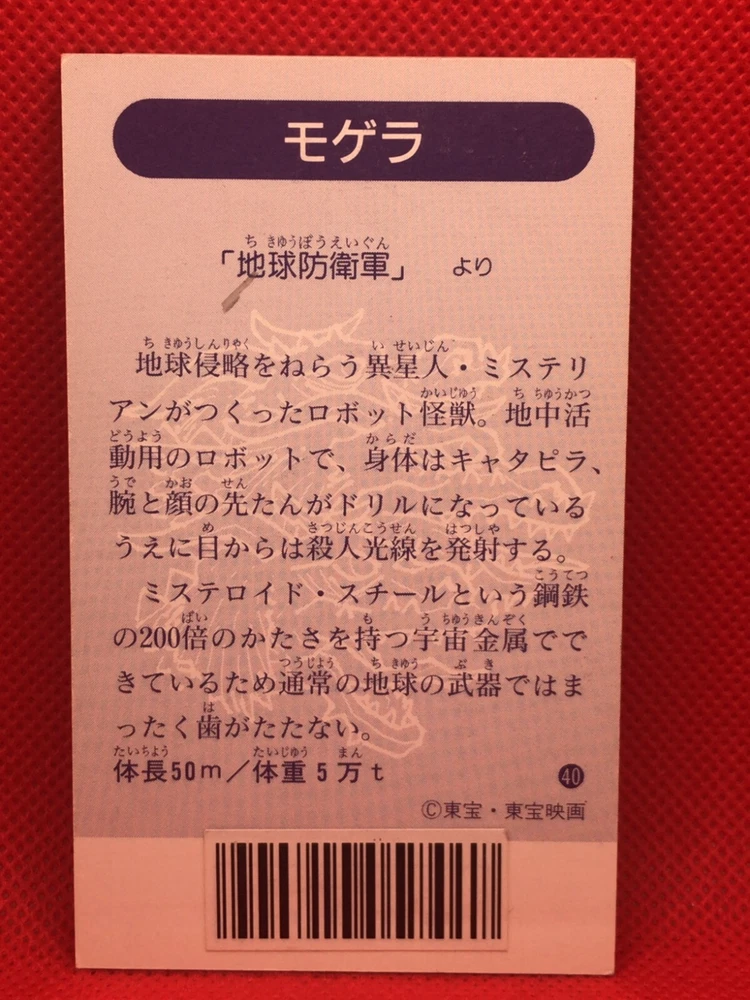 モゲラ
ちきゅうぼうえいぐん
「地球防衛軍」 より
ちきゅうしんりゃく いせいじん
地球侵略をねらう異星人・ミステリ
かいじゅう ちちゅうかつ
アンがつくったロボット怪獣。地中活
どうよう からだ
動用のロボットで、身体はキャタピラ、
うで かお せん
腕と顔の先たんがドリルになっている
め さつじんこうせん はつしや
うえに目からは殺人光線を発射する。
こうてつ
ミステロイド・スチールという鋼鉄
ばい も うちゅうきんぞく
の200倍のかたさを持つ宇宙金属でで
つうじよう ちきゅう ぶき
きているため通常の地球の武器ではま
は
ったく歯がたたない。
たいちよう たいじゅう まん
体長50m／体重5万t
40
©東宝・東宝映画